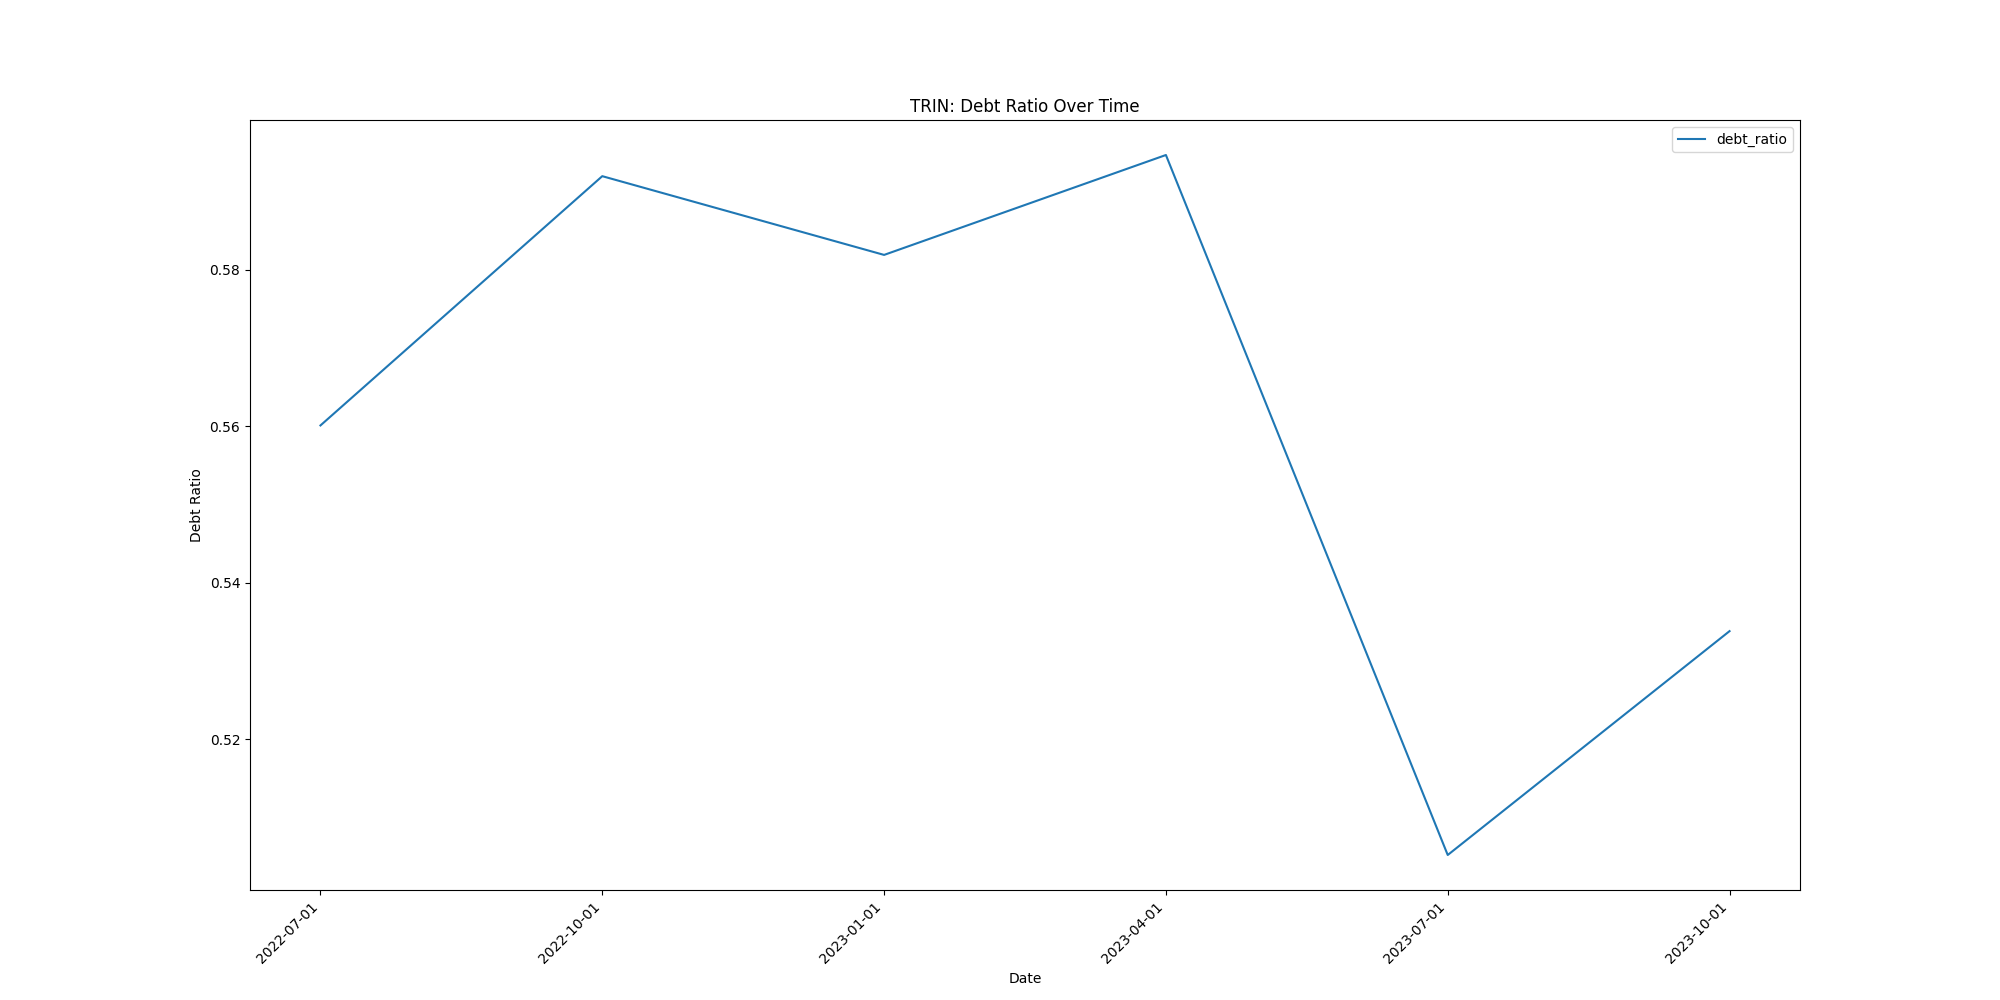 TRIN: Debt Ratio Over Time
debt_ratio
0.58
0.56
0.54
0.52
Debt Ratio
2022-07-01
2022-10-01
2023-01-01
2023-04-01
2023-07-01
2023-10-01
Date